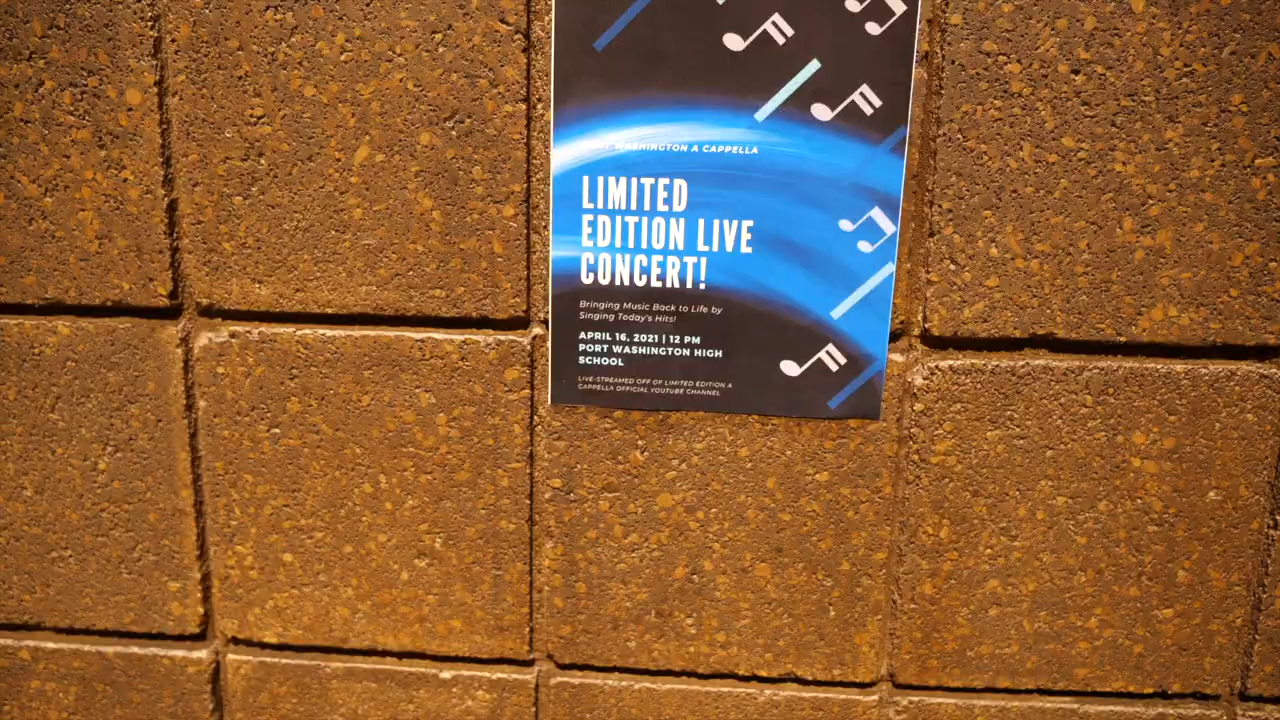 WASHINGTON A CAPPELLA
LIMITED
EDITION LIVE
CONCERT!
Bringing Music Back to Life by
Singing Today's Hits!
APRIL 16, 2021 | 12 PM
PORT WASHINGTON HIGH
SCHOOL
LIVE-STREAMED OFF OF LIMITED EDITION A
CAPPELLA OFFICIAL YOUTUBE CHANNEL